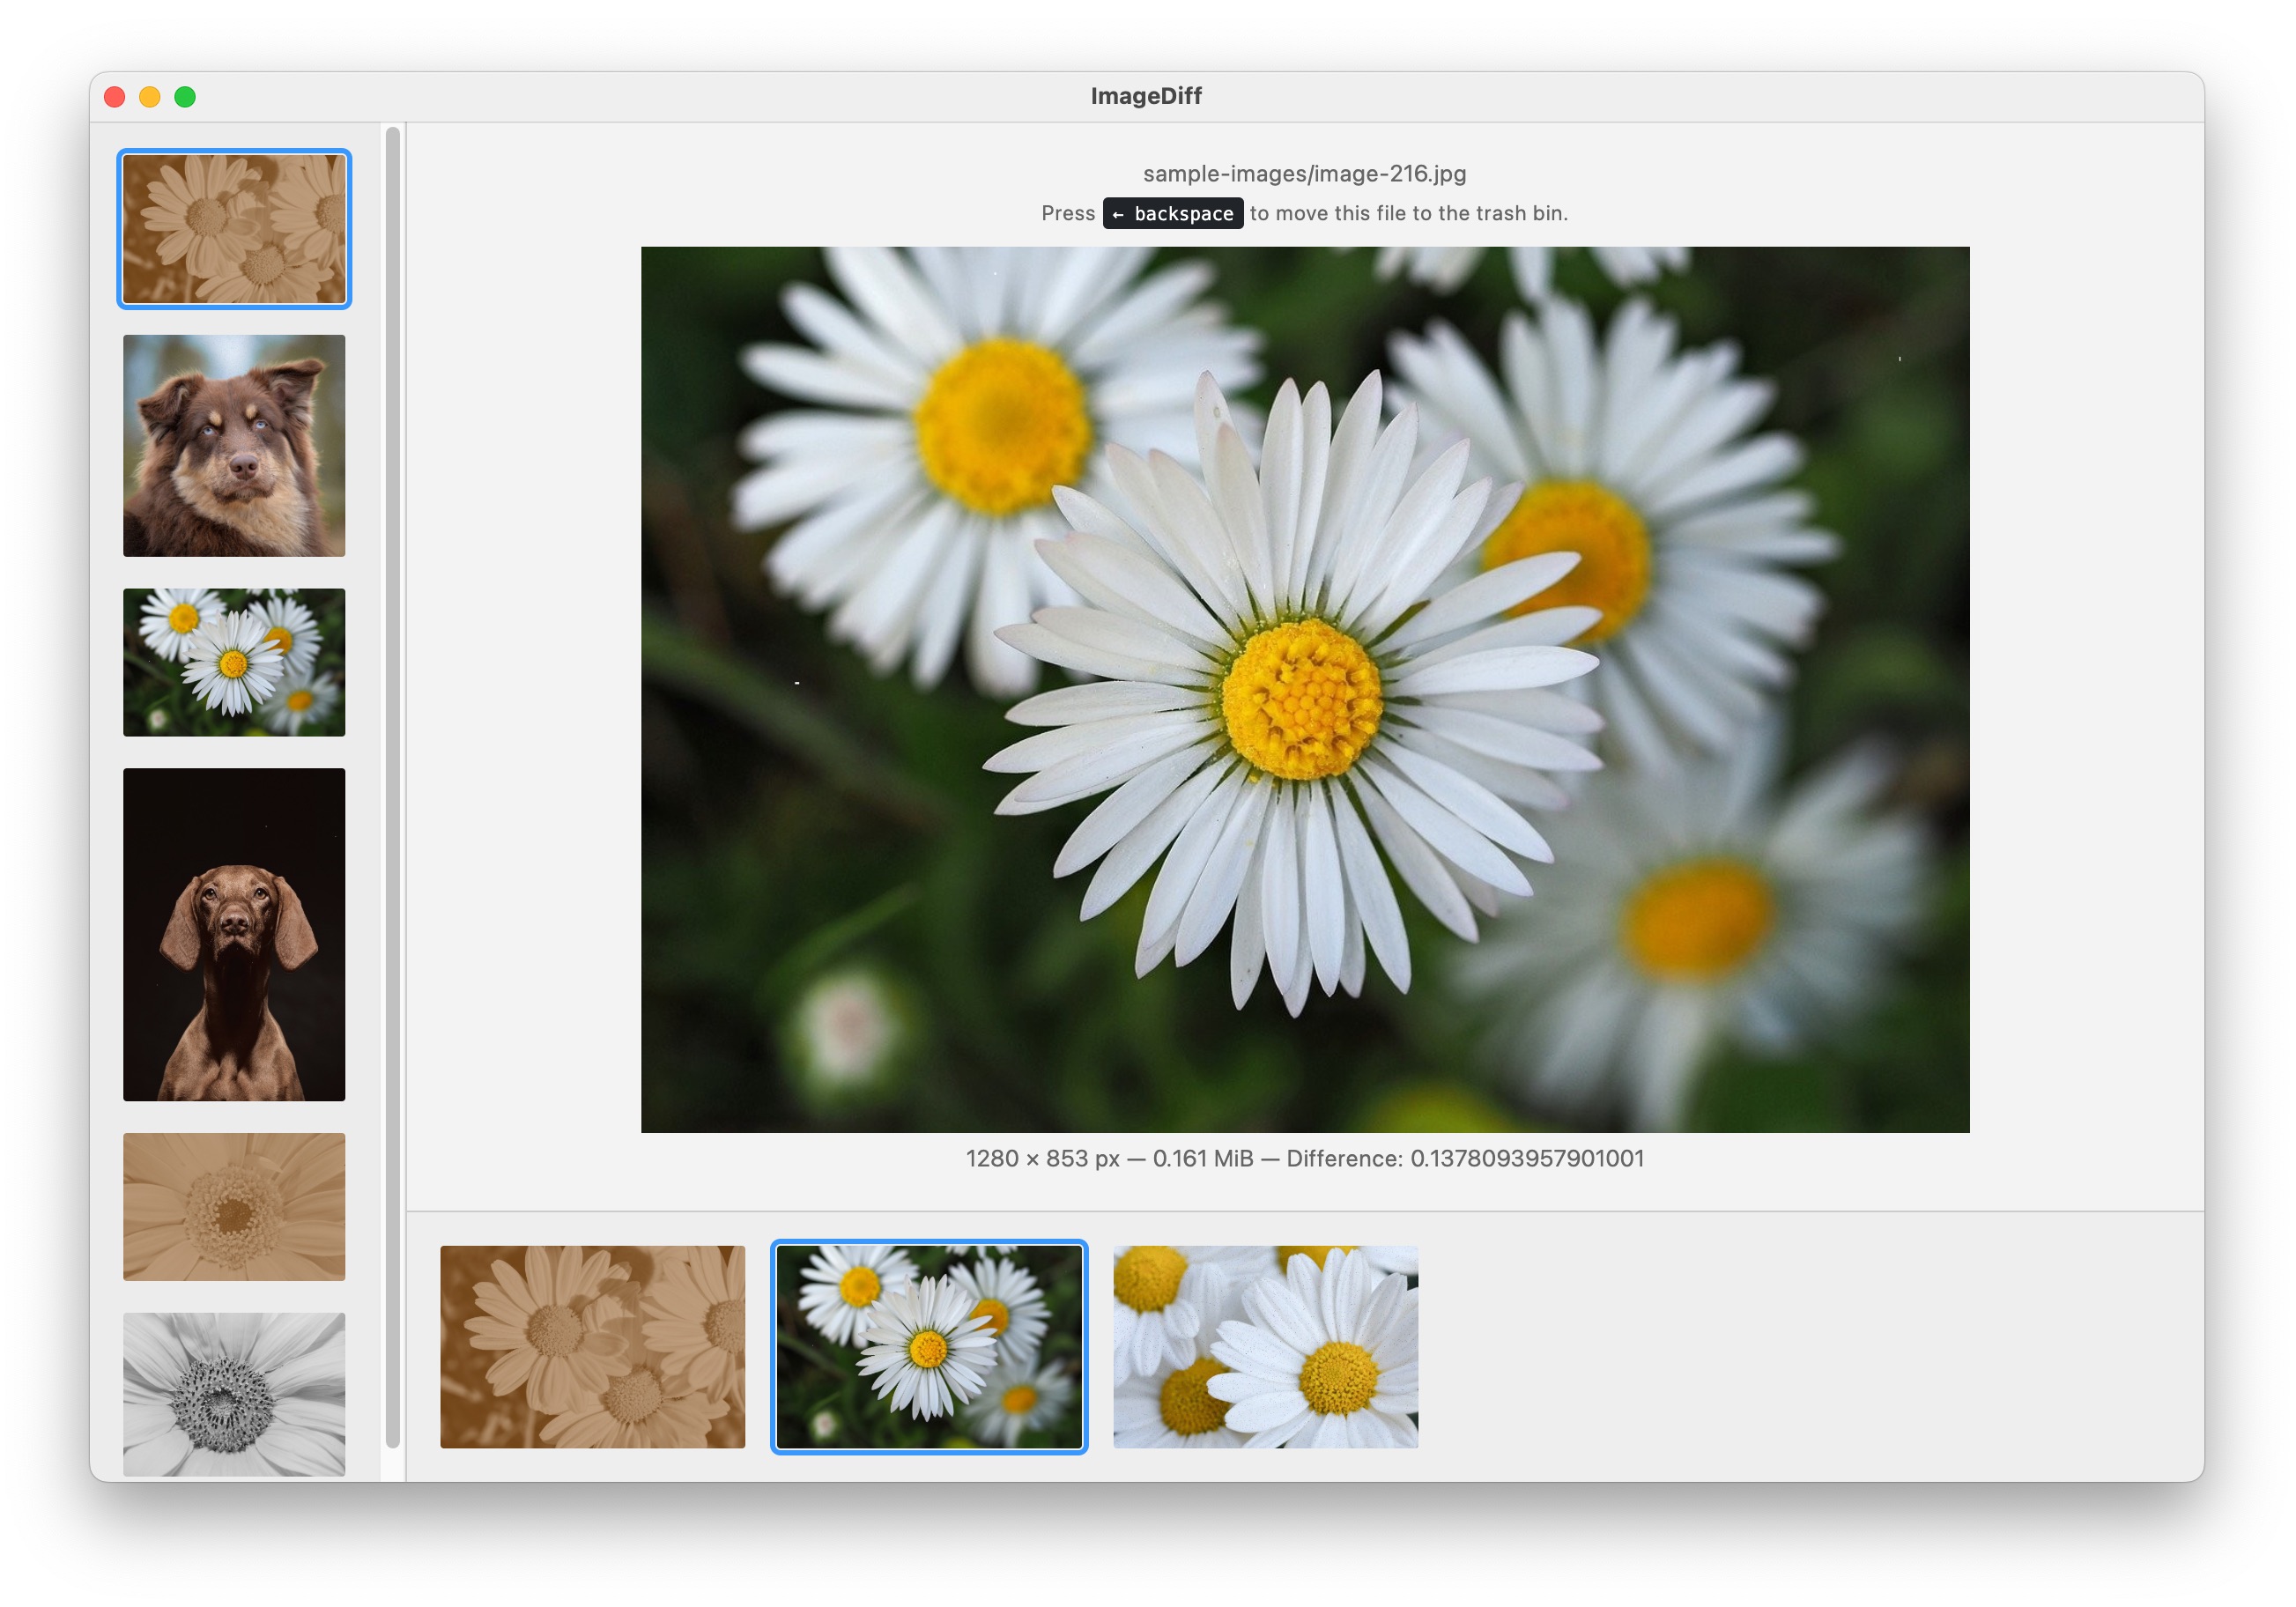 ImageDiff
sample-images/image-216.jpg
Press ← backspace to move this file to the trash bin.
1280 × 853 px — 0.161 MiB — Difference: 0.1378093957901001